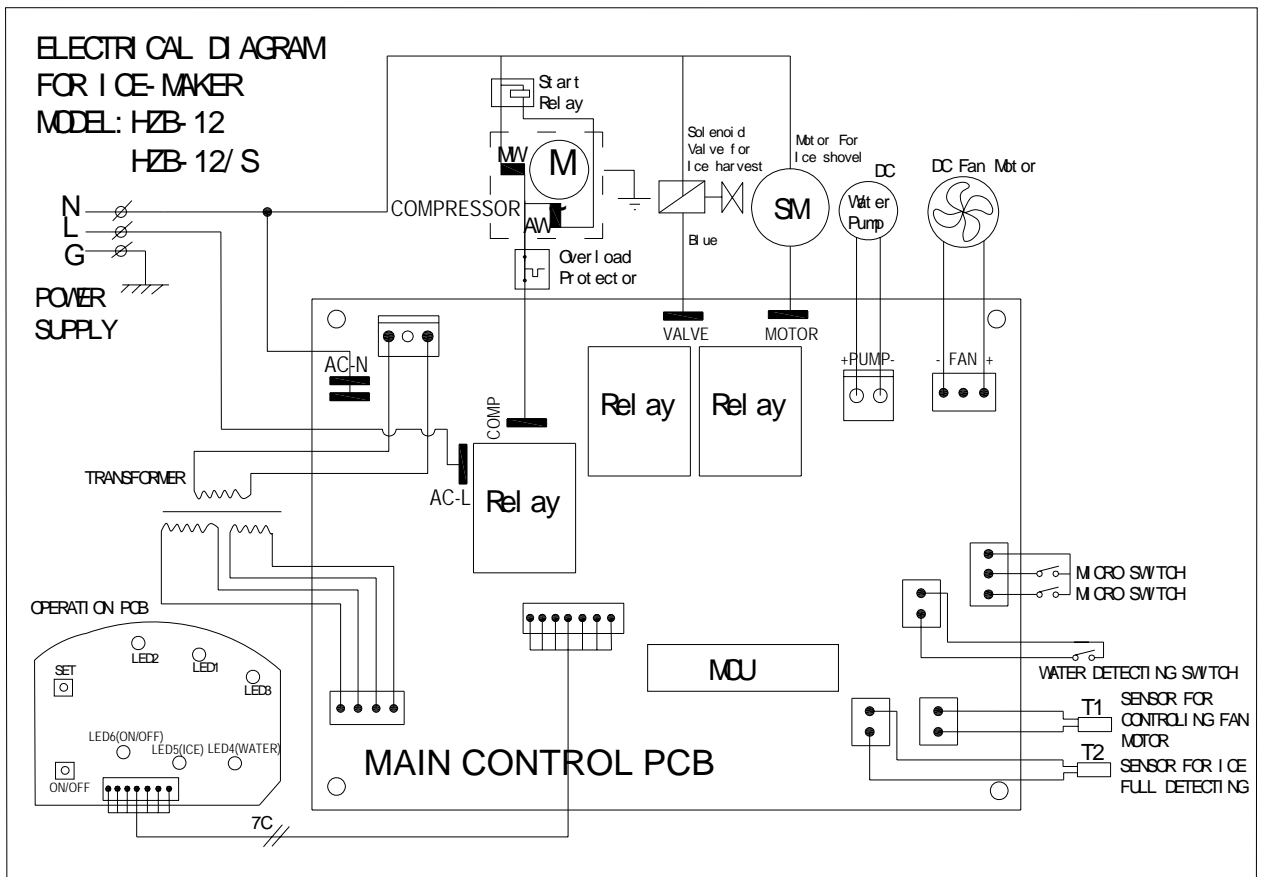 ELECTRICAL DIAGRAM
FOR ICE-MAKER
MODEL: HZB-12
HZB-12/S
Start
Relay
MW
M
COMPRESSOR
AW
Overload
Protector
Solenoid
Valve for
Ice harvest
Blue
Motor For
Ice shovel
SM
DC
Water
Pump
DC Fan Motor
N
L
G
POWER
SUPPLY
AC-N
COMP
AC-L
Relay
VALVE
Relay
MOTOR
Relay
+PUMP-
- FAN +
TRANSFORMER
OPERATION PCB
SET
LED2
LED1
LED3
LED6(ON/OFF)
LED5(ICE)
LED4(WATER)
ON/OFF
7C
MCU
MAIN CONTROL PCB
MICRO SWITCH
MICRO SWITCH
WATER DETECTING SWITCH
T1
SENSOR FOR
CONTROLING FAN
MOTOR
T2
SENSOR FOR ICE
FULL DETECTING